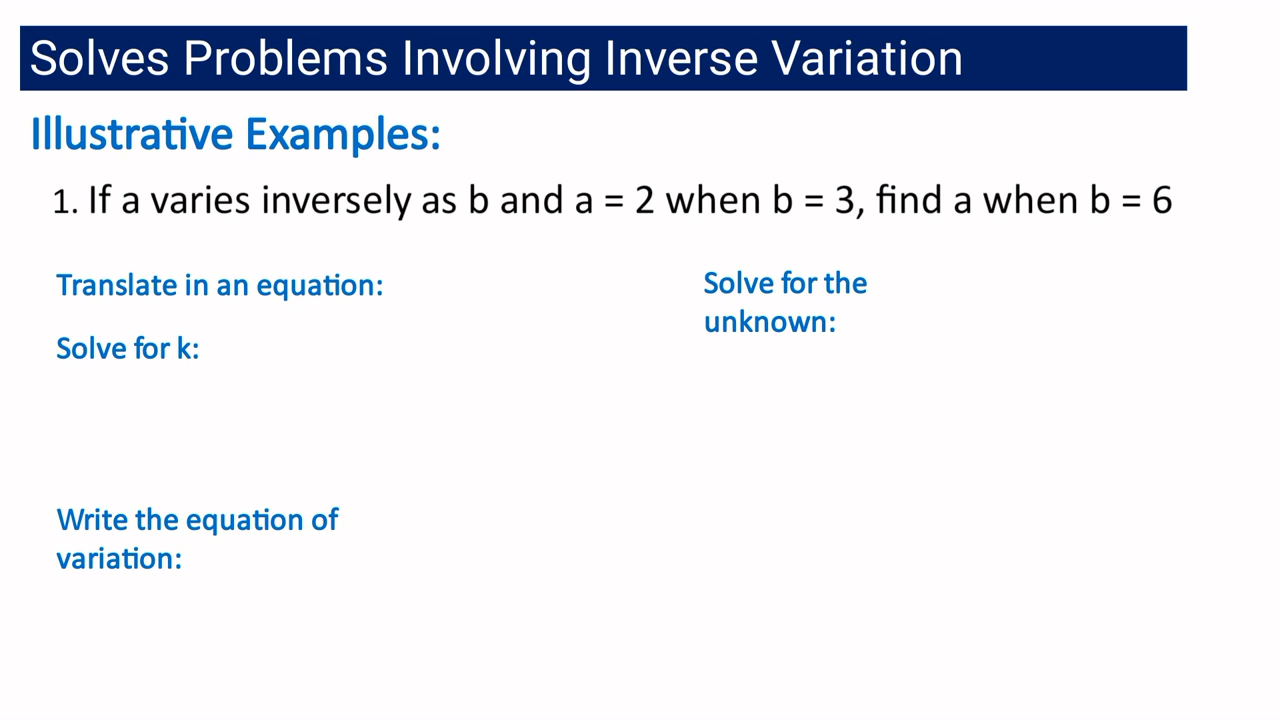 Solves Problems Involving Inverse Variation
Illustrative Examples:
1. If a varies inversely as b and a = 2 when b = 3, find a when b = 6
Translate in an equation:
Solve for k:
Write the equation of
variation:
Solve for the
unknown: